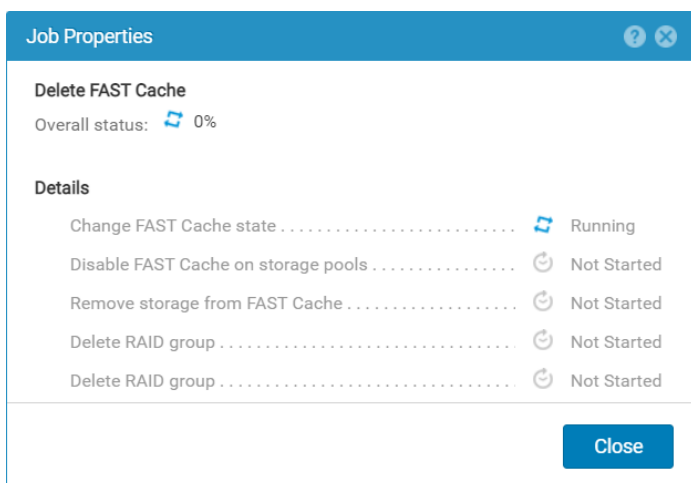 Job Properties
Delete FAST Cache
Overall status: 0%
Details
Change FAST Cache state . . . . . . . . . . . . . . . . . . . . . . . . . . Running
Disable FAST Cache on storage pools . . . . . . . . . . . . . . . . Not Started
Remove storage from FAST Cache . . . . . . . . . . . . . . . . . . . Not Started
Delete RAID group . . . . . . . . . . . . . . . . . . . . . . . . . . . . . . . . . Not Started
Delete RAID group . . . . . . . . . . . . . . . . . . . . . . . . . . . . . . . . . Not Started
Close